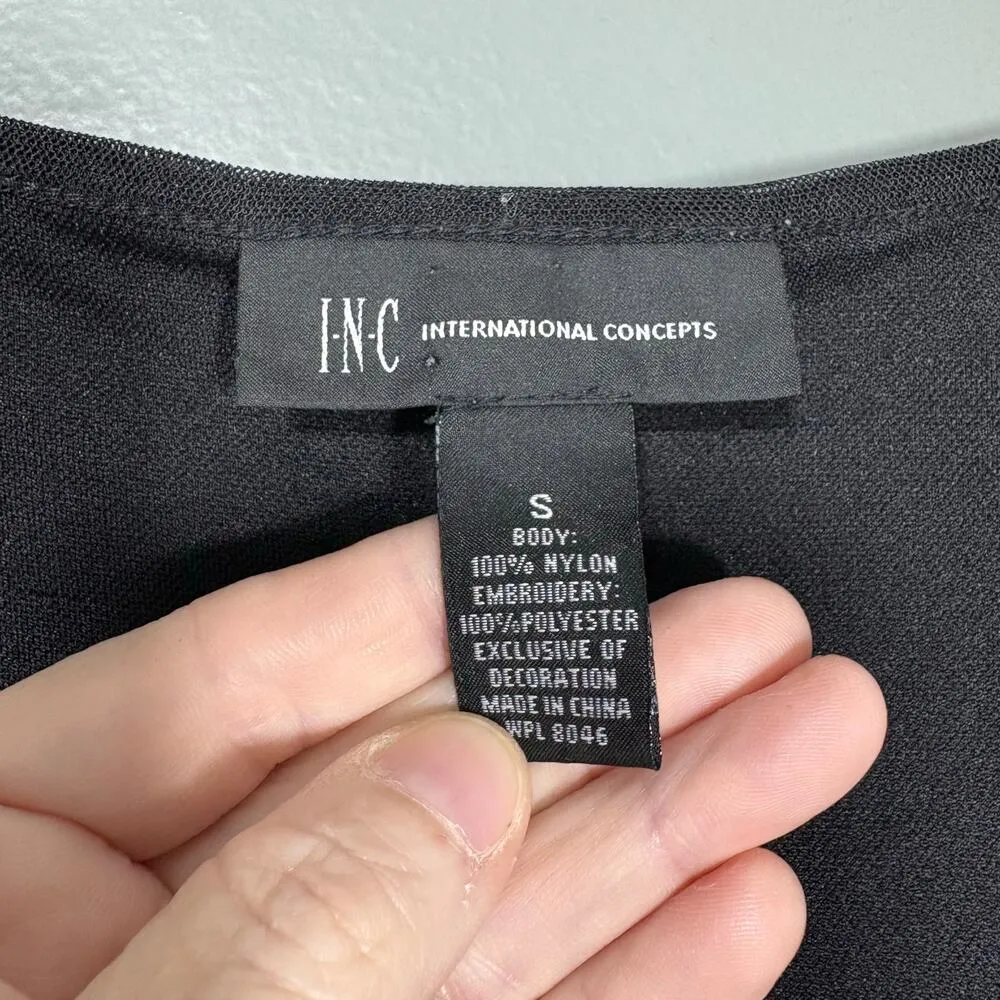 I-N-C INTERNATIONAL CONCEPTS
S
BODY:
100% NYLON
EMBROIDERY:
100%POLYESTER
EXCLUSIVE OF
DECORATION
MADE IN CHINA
WPL 8046